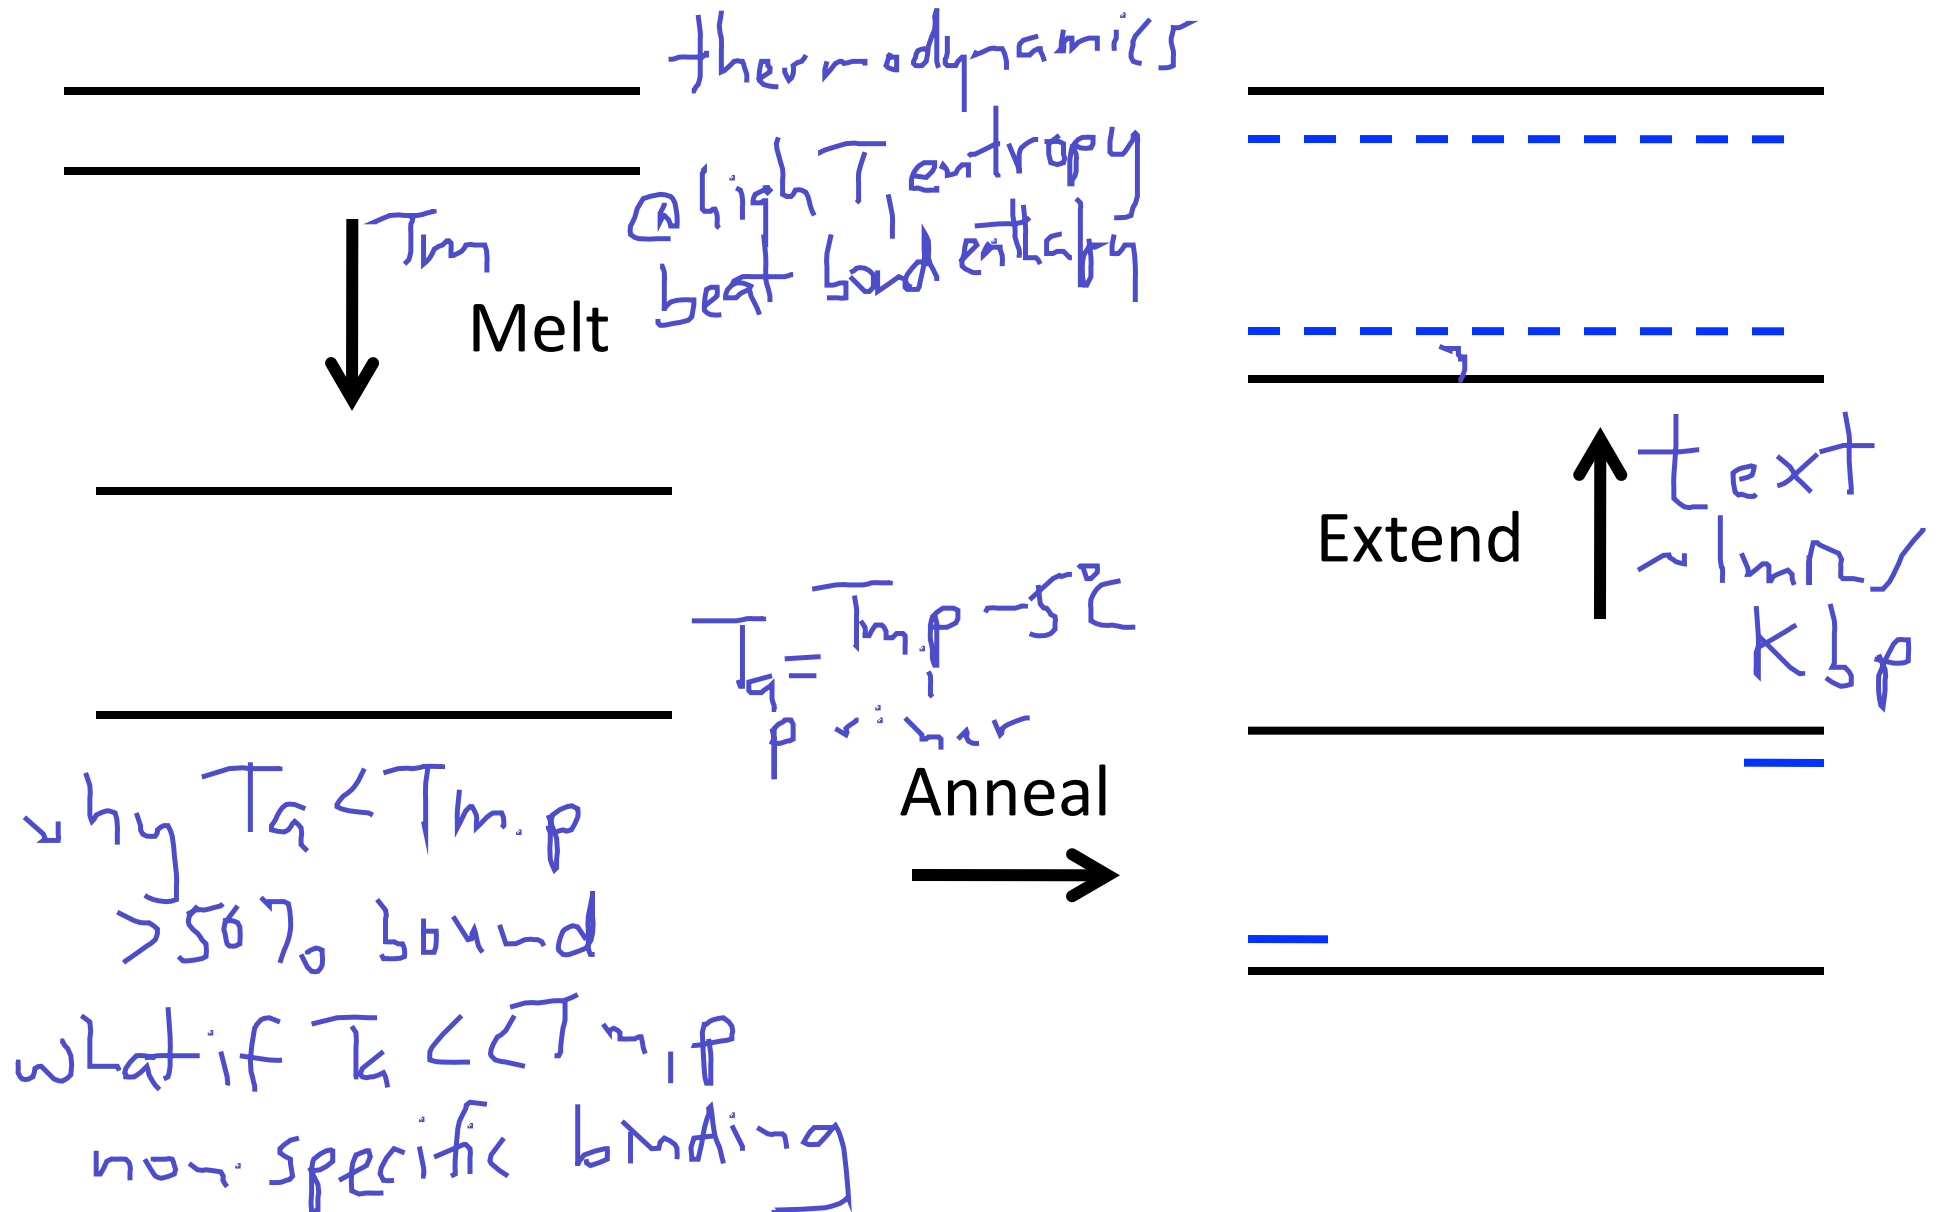 thermodynamics
@ high T, entropy
beat bond enthalpy
Tm
Melt
Ta = Tm,p - 5°C
primer
Anneal
Extend
text
~1min/
Kbp
why Ta < Tm,p
>50% bound
what if Ta << Tm,p
non-specific binding